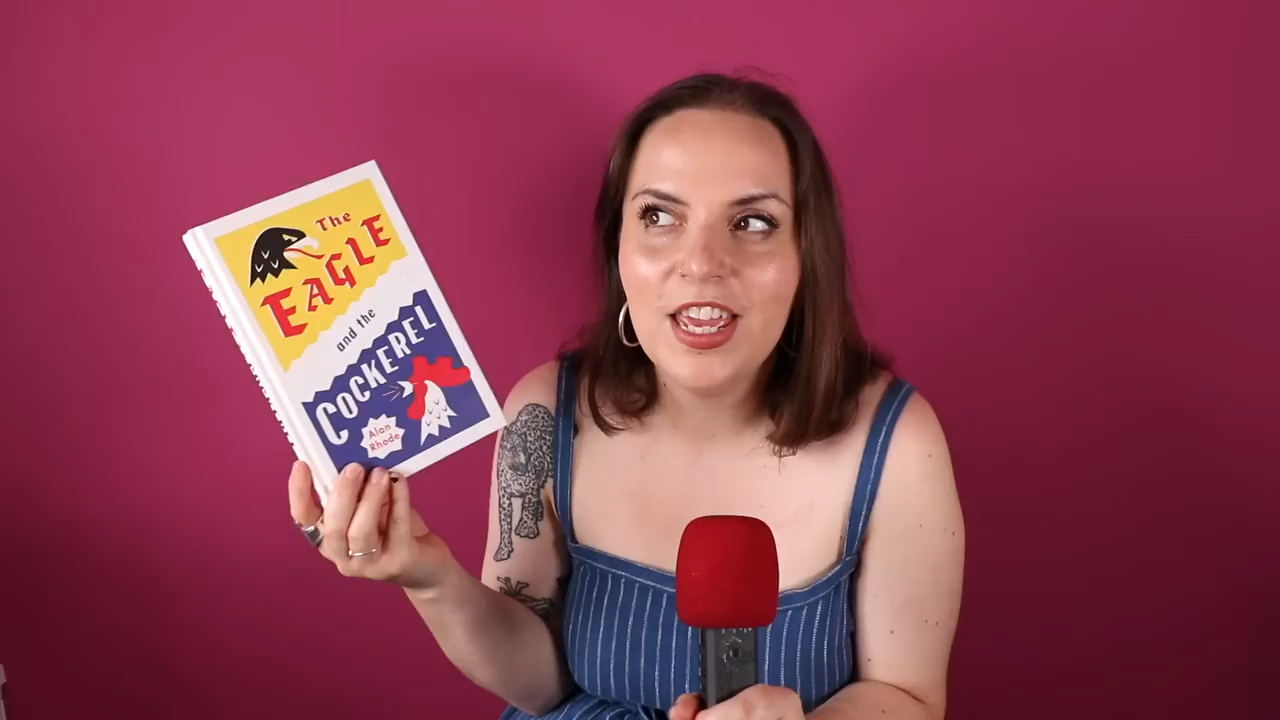 The
EAGLE
and the
COCKEREL
Alan
Rhode